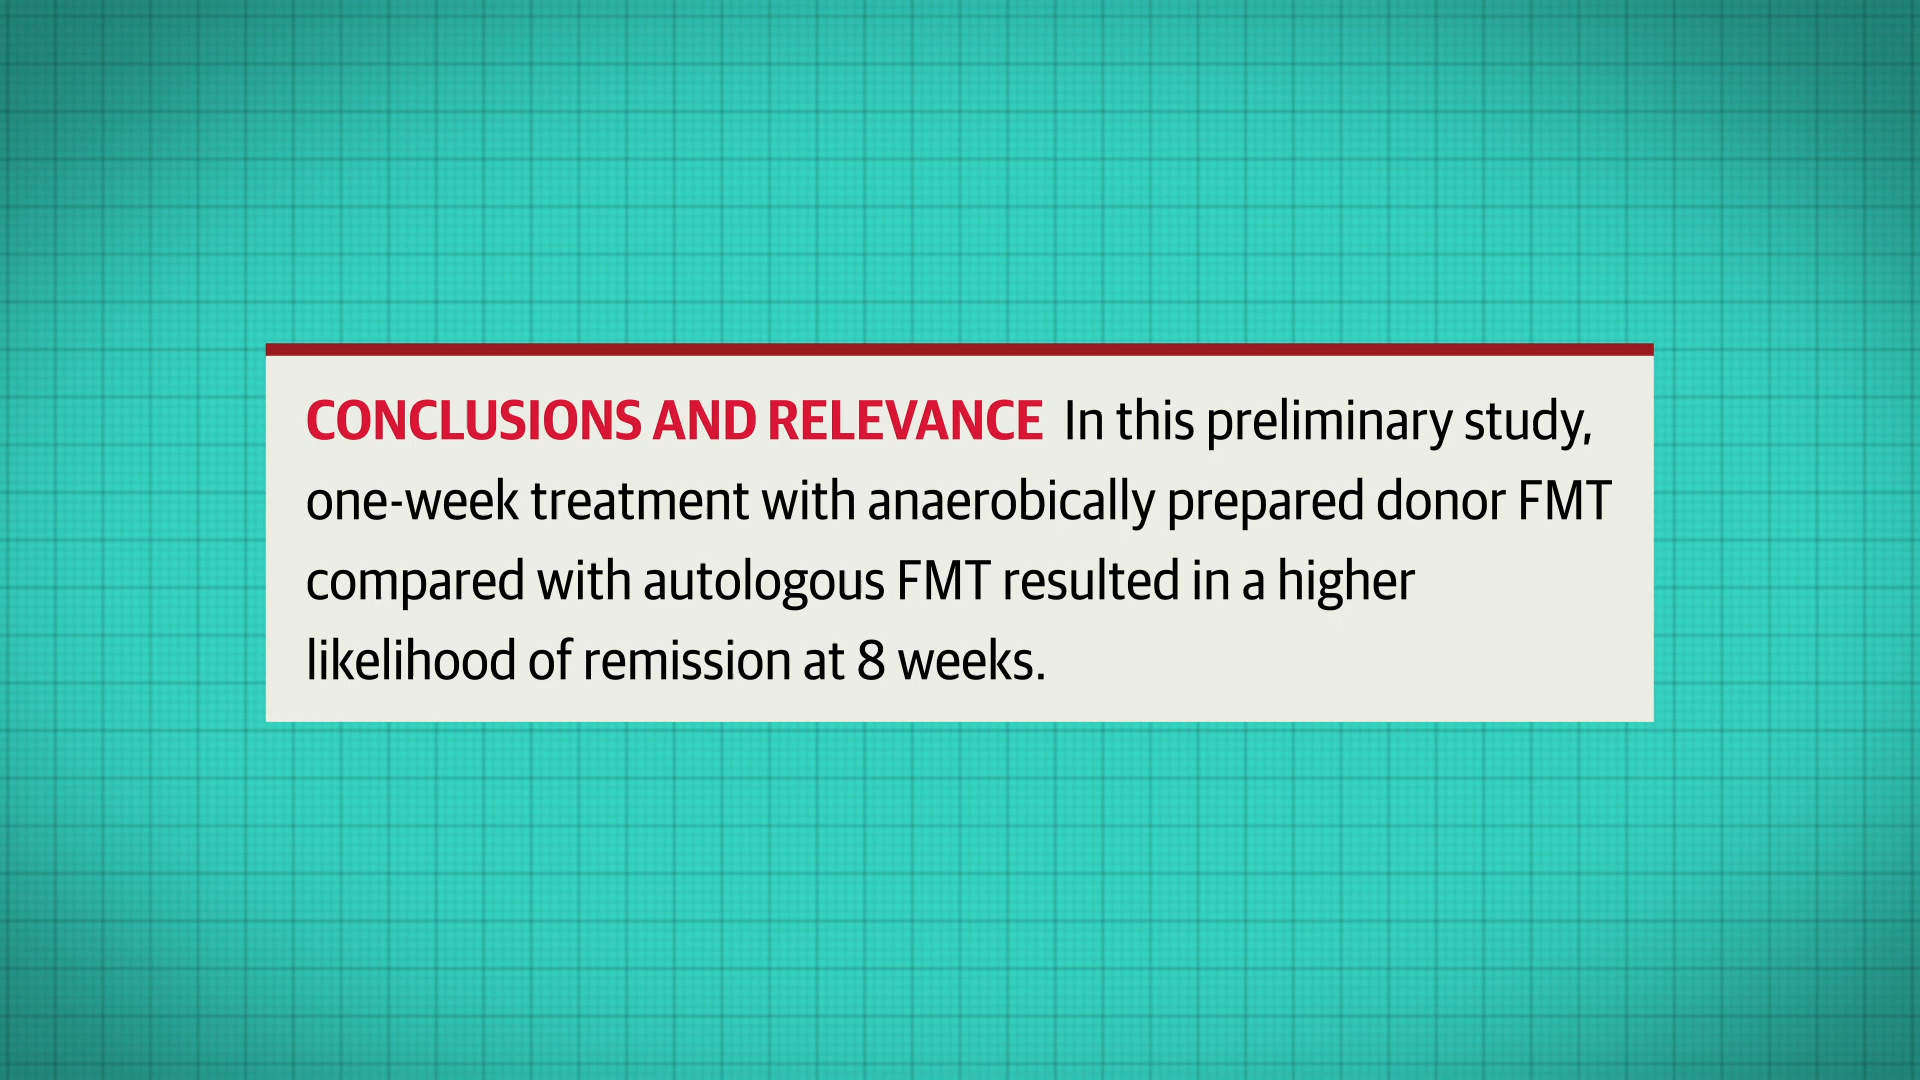 CONCLUSIONS AND RELEVANCE In this preliminary study,
one-week treatment with anaerobically prepared donor FMT
compared with autologous FMT resulted in a higher
likelihood of remission at 8 weeks.